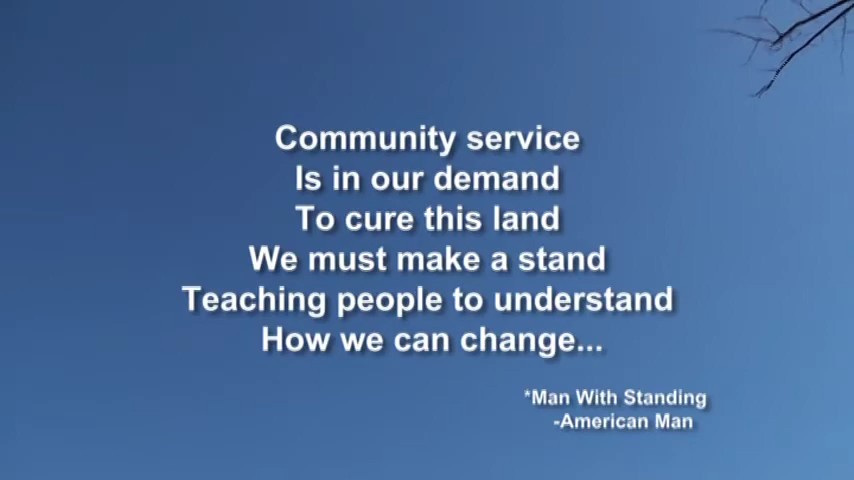 Community service
Is in our demand
To cure this land
We must make a stand
Teaching people to understand
How we can change...
*Man With Standing
-American Man